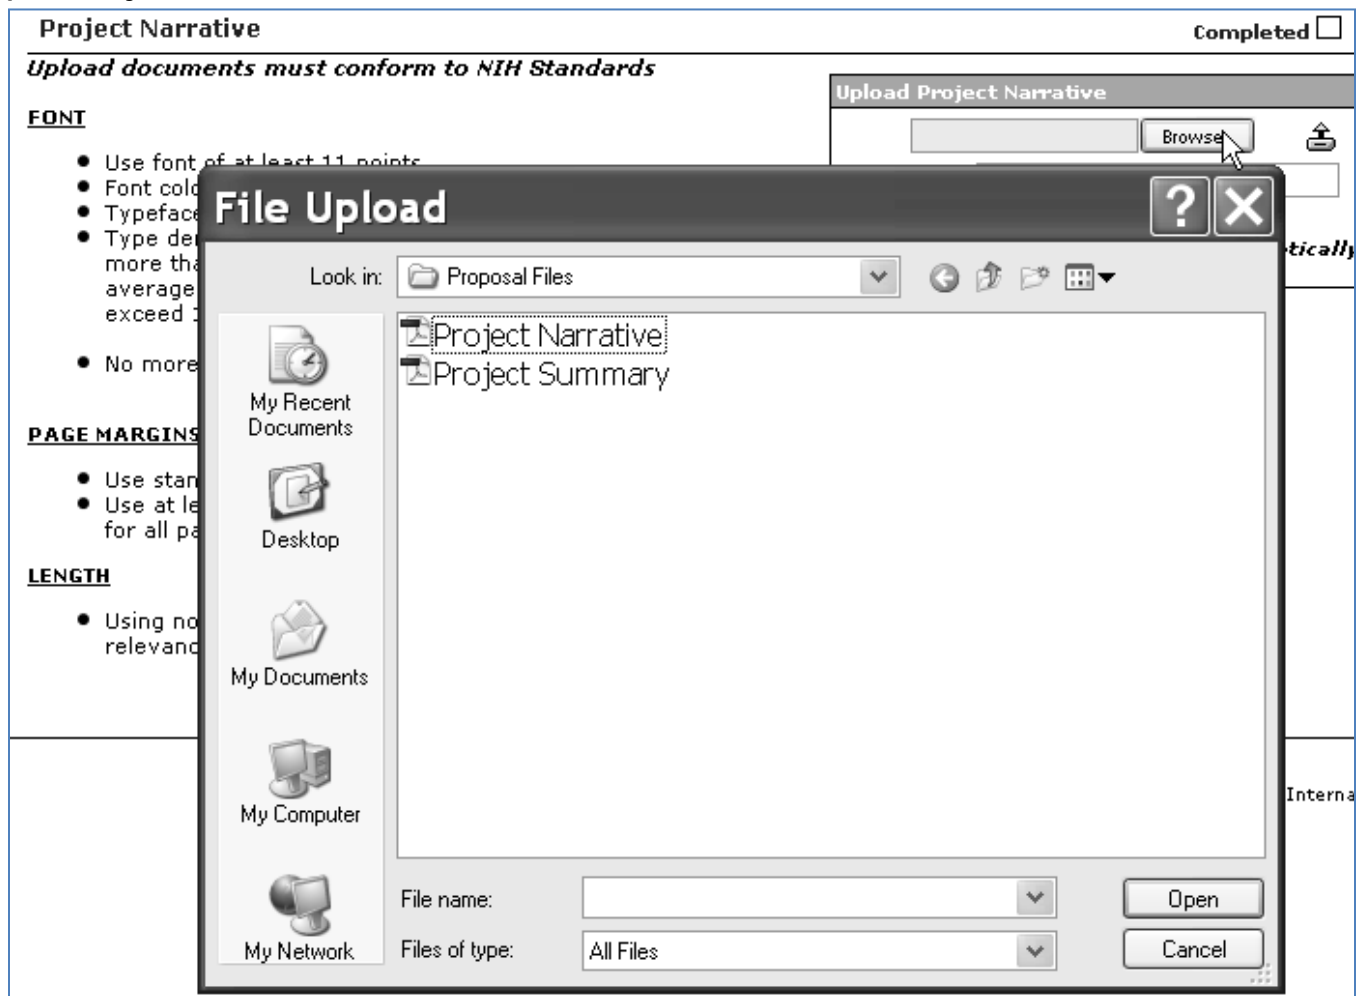 Project Narrative
Completed
Upload documents must conform to NIH Standards
Upload Project Narrative
FONT
Browse
Use font of at least 11 points
Font colo
Typeface
Type der
more tha
average
exceed
No more
PAGE MARGINS
Use stan
Use at le
for all pa
LENGTH
Using no
relevanc
tically
Interna
File Upload
?
Look in:
Proposal Files
Project Narrative
Project Summary
My Recent
Documents
Desktop
My Documents
My Computer
My Network
File name:
Open
Files of type:
All Files
Cancel